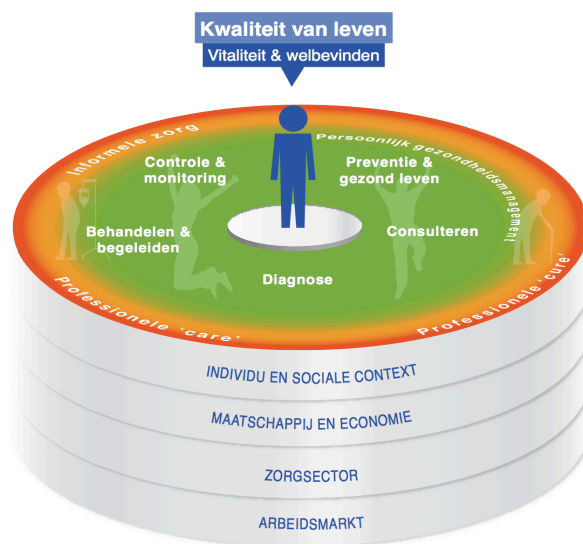 Kwaliteit van leven
Vitaliteit & welbevinden
Informele zorg
Persoonlijk gezondheidsmanagement
Controle &
monitoring
Preventie &
gezond leven
Behandelen &
begeleiden
Consulteren
Diagnose
Professionele 'care'
Professionele 'cure'
INDIVIDU EN SOCIALE CONTEXT
MAATSCHAPPIJ EN ECONOMIE
ZORGSECTOR
ARBEIDSMARKT